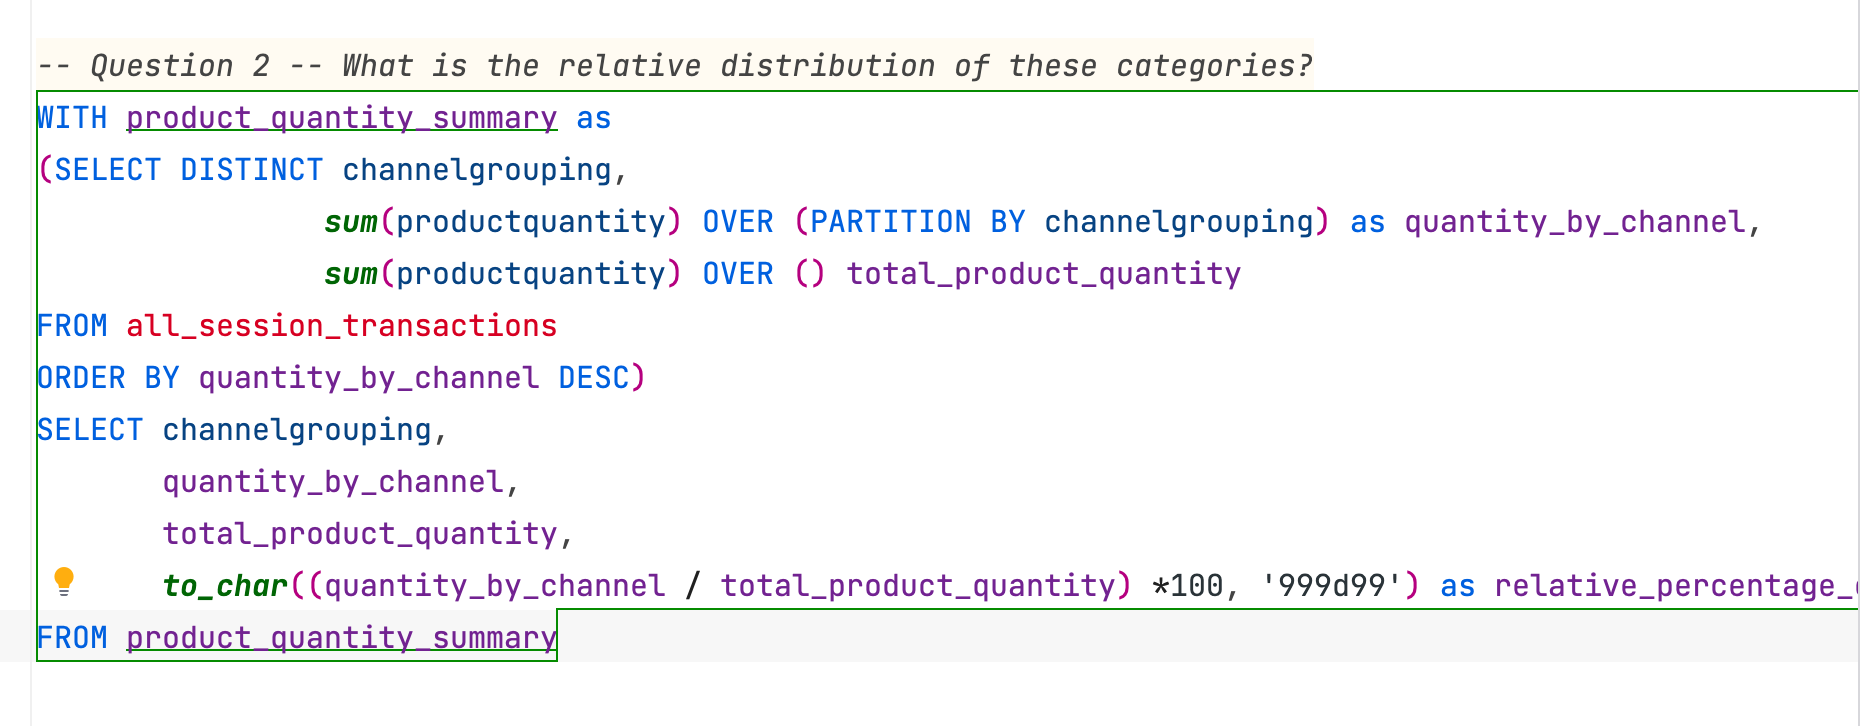 -- Question 2 -- What is the relative distribution of these categories?
WITH product_quantity_summary as
(SELECT DISTINCT channelgrouping,
sum(productquantity) OVER (PARTITION BY channelgrouping) as quantity_by_channel,
sum(productquantity) OVER () total_product_quantity
FROM all_session_transactions
ORDER BY quantity_by_channel DESC)
SELECT channelgrouping,
quantity_by_channel,
total_product_quantity,
to_char((quantity_by_channel / total_product_quantity) *100, '999d99') as relative_percentage_
FROM product_quantity_summary